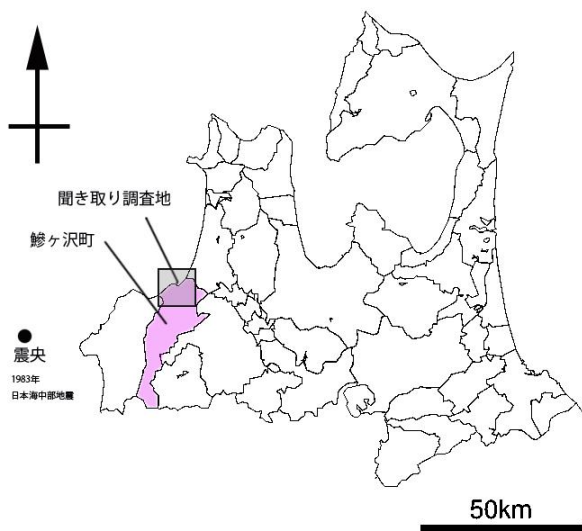 聞き取り調査地
鰺ヶ沢町
震央
1983年
日本海中部地震
50km